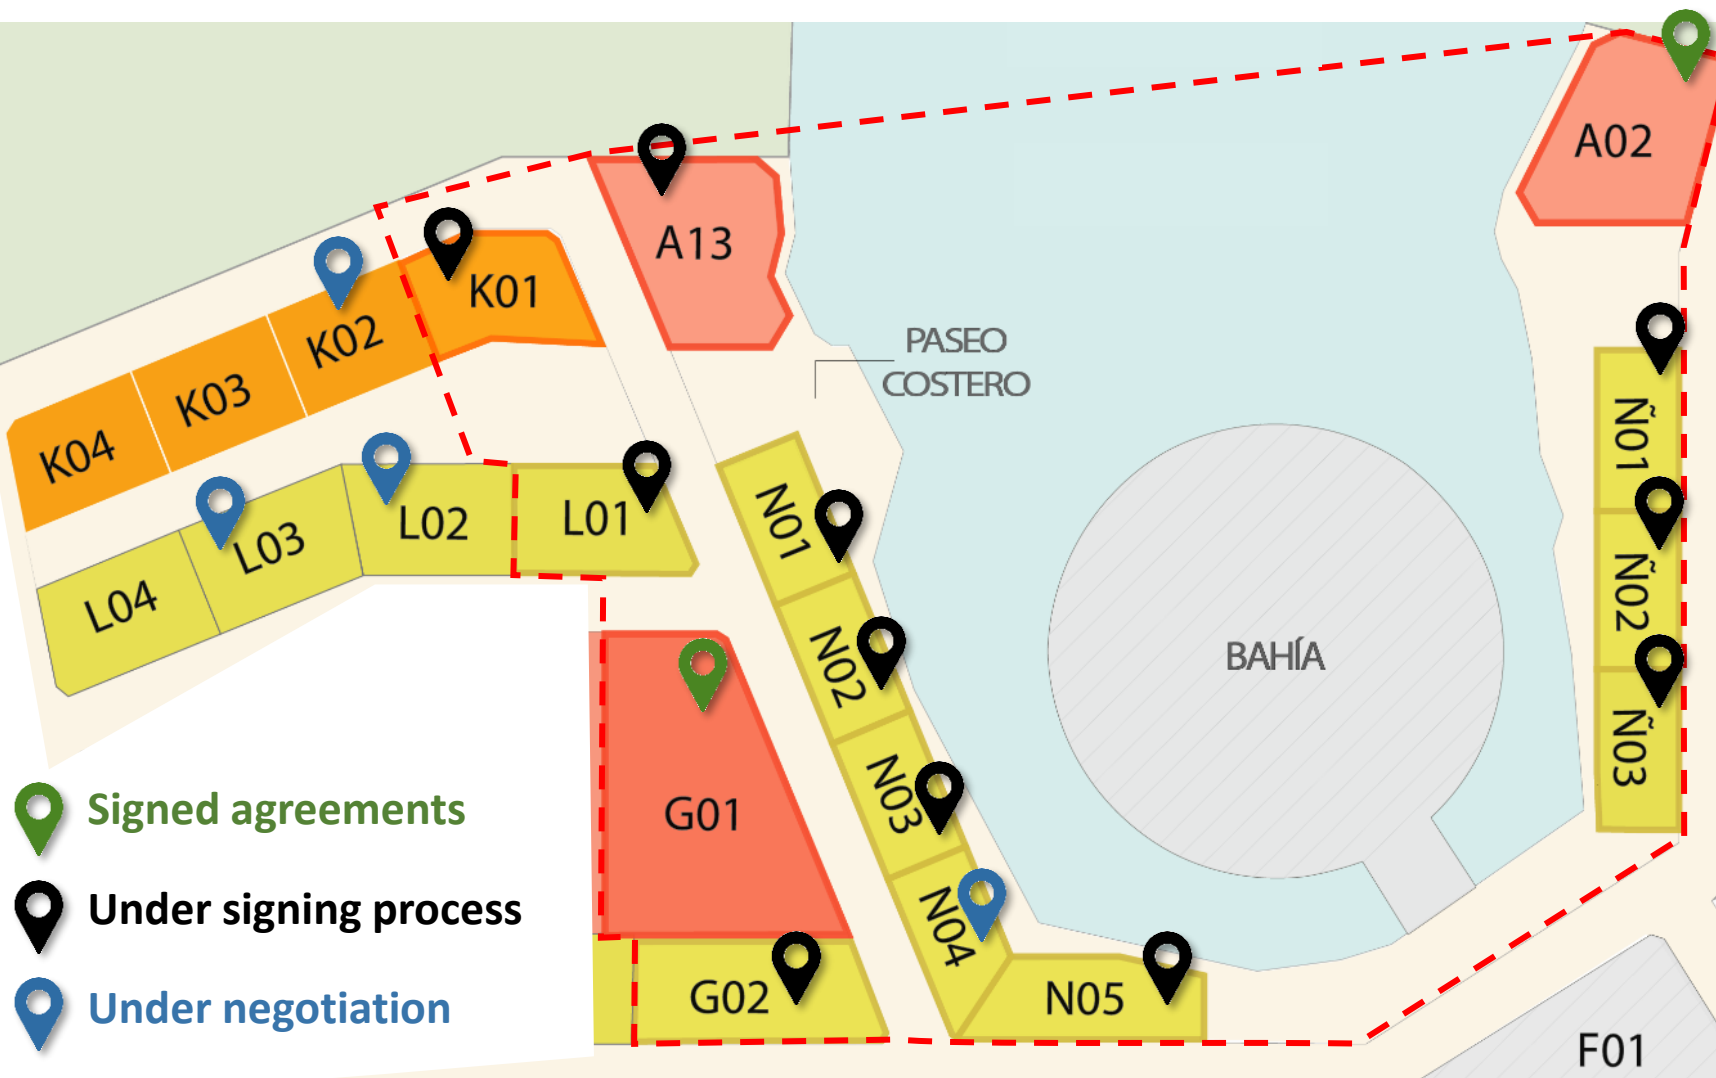 A02
A13
K01
PASEO
COSTERO
K02
K03
K04
Ñ01
L01
L02
N01
L03
L04
Ñ02
BAHÍA
N02
Ñ03
N03
G01
Signed agreements
Under signing process
N04
G02
N05
Under negotiation
F01